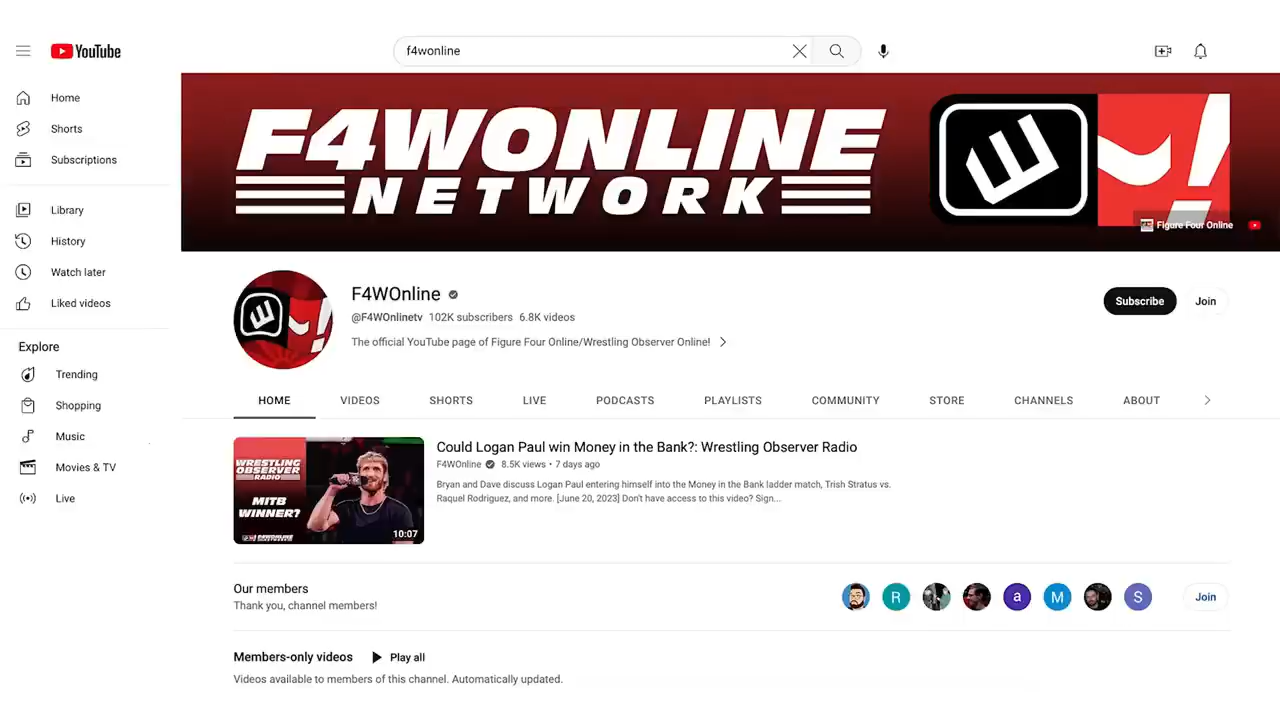 YouTube
f4wonline
Home
Shorts
Subscriptions
Library
History
Watch later
Liked videos
Explore
Trending
Shopping
Music
Movies & TV
Live
F4WONLINE
NETWORK
Figure Four Online
F4WOnline
@F4WOnlinetv 102K subscribers 6.8K videos
The official YouTube page of Figure Four Online/Wrestling Observer Online!
Subscribe
Join
HOME VIDEOS SHORTS LIVE PODCASTS PLAYLISTS COMMUNITY STORE CHANNELS ABOUT
WRESTLING
OBSERVER
RADIO
MITB
WINNER?
F4WONLINE
10:07
Could Logan Paul win Money in the Bank?: Wrestling Observer Radio
F4WOnline 8.5K views • 7 days ago
Bryan and Dave discuss Logan Paul entering himself into the Money in the Bank ladder match, Trish Stratus vs.
Raquel Rodriguez, and more. [June 20, 2023] Don't have access to this video? Sign...
Our members
Thank you, channel members!
R a M S
Join
Members-only videos Play all
Videos available to members of this channel. Automatically updated.